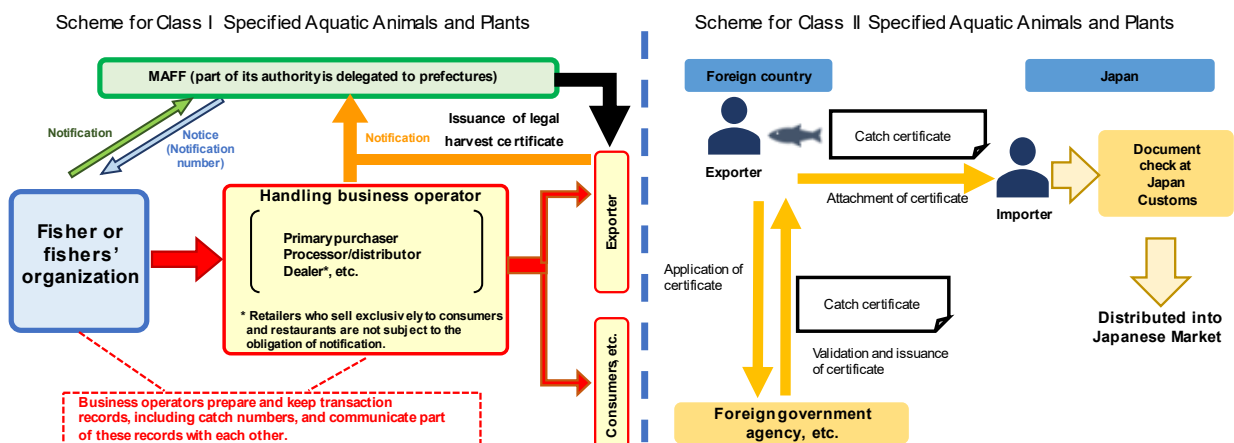 Scheme for Class I Specified Aquatic Animals and Plants
MAFF (part of its authority is delegated to prefectures)
Notification
Notice
(Notification
number)
Notification
Issuance of legal
harvest certificate
Fisher or
fishers'
organization
Handling business operator
Primary purchaser
Processor/distributor
Dealer*, etc.
* Retailers who sell exclusively to consumers
and restaurants are not subject to the
obligation of notification.
Exporter
Consumers, etc.
Business operators prepare and keep transaction
records, including catch numbers, and communicate part
of these records with each other.
Scheme for Class II Specified Aquatic Animals and Plants
Foreign country
Japan
Exporter
Catch certificate
Attachment of certificate
Importer
Document
check at
Japan
Customs
Application of
certificate
Catch certificate
Validation and issuance
of certificate
Distributed into
Japanese Market
Foreign government
agency, etc.